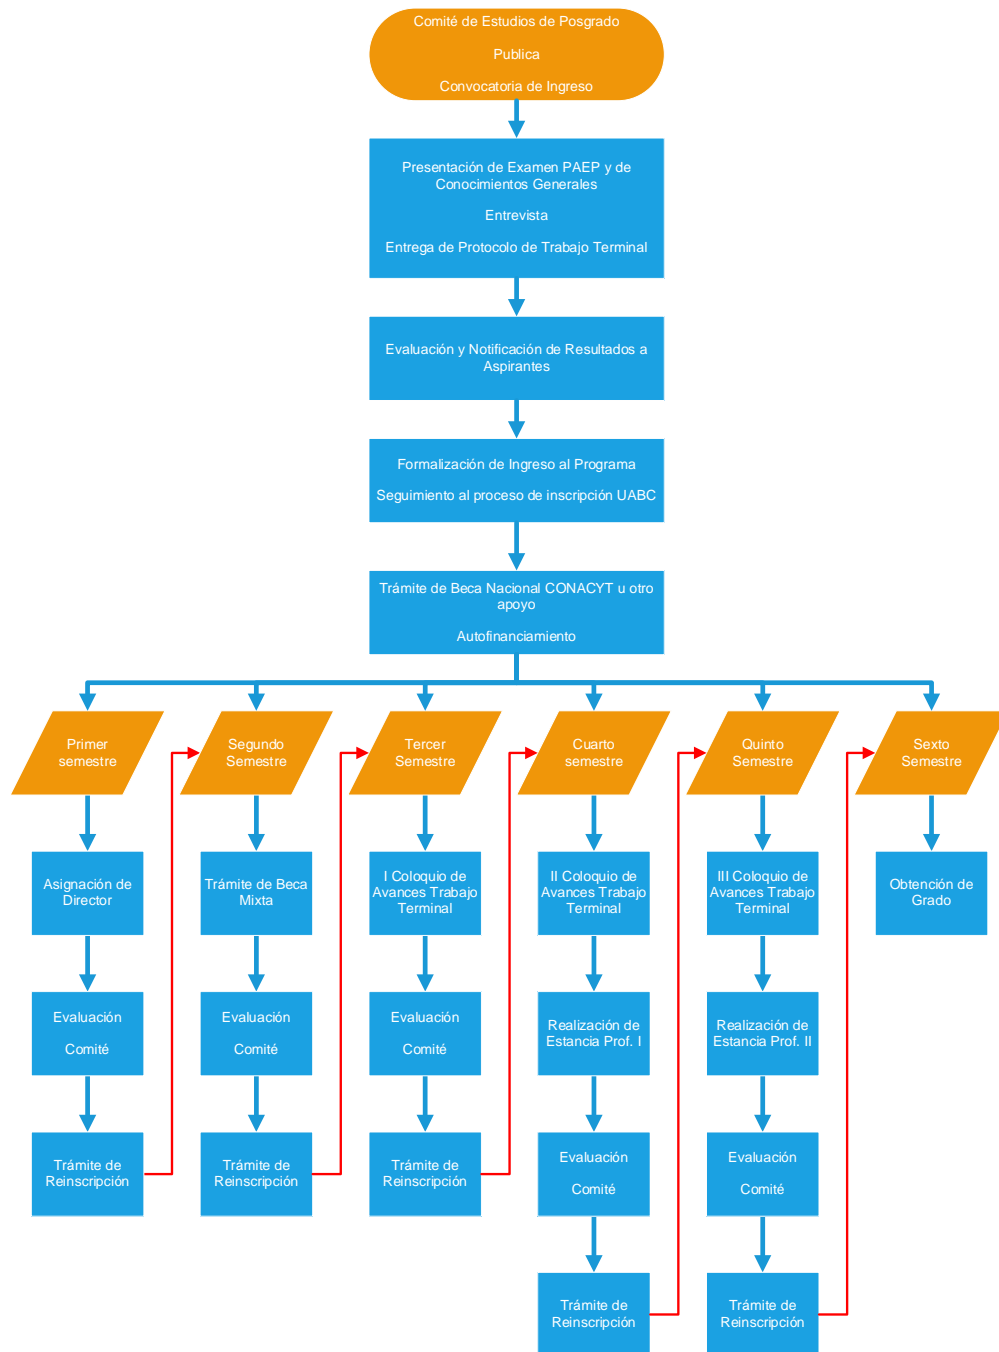 Comité de Estudios de Posgrado
Publica
Convocatoria de Ingreso
Presentación de Examen PAEP y de
Conocimientos Generales
Entrevista
Entrega de Protocolo de Trabajo Terminal
Evaluación y Notificación de Resultados a
Aspirantes
Formalización de Ingreso al Programa
Seguimiento al proceso de inscripción UABC
Trámite de Beca Nacional CONACYT u otro
apoyo
Autofinanciamiento
Primer
semestre
Asignación de
Director
Evaluación
Comité
Trámite de
Reinscripción
Segundo
Semestre
Trámite de Beca
Mixta
Evaluación
Comité
Trámite de
Reinscripción
Tercer
Semestre
I Coloquio de
Avances Trabajo
Terminal
Evaluación
Comité
Trámite de
Reinscripción
Cuarto
semestre
II Coloquio de
Avances Trabajo
Terminal
Realización de
Estancia Prof. I
Evaluación
Comité
Trámite de
Reinscripción
Quinto
Semestre
III Coloquio de
Avances Trabajo
Terminal
Realización de
Estancia Prof. II
Evaluación
Comité
Trámite de
Reinscripción
Sexto
Semestre
Obtención de
Grado